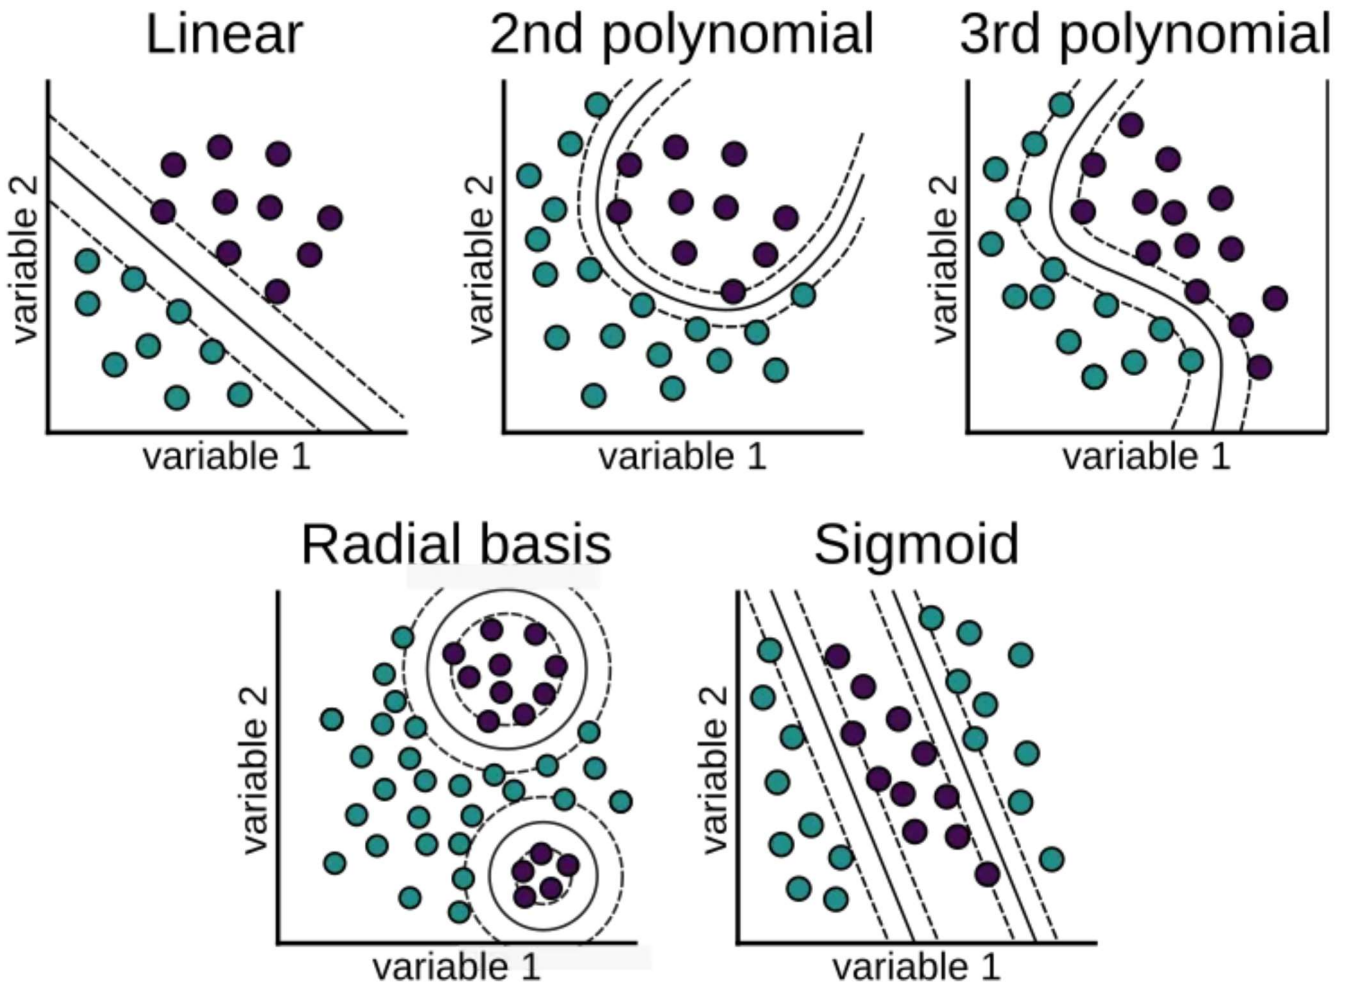 Linear
2nd polynomial
3rd polynomial
variable 2
variable 2
variable 2
variable 1
variable 1
variable 1
Radial basis
Sigmoid
variable 2
variable 2
variable 1
variable 1